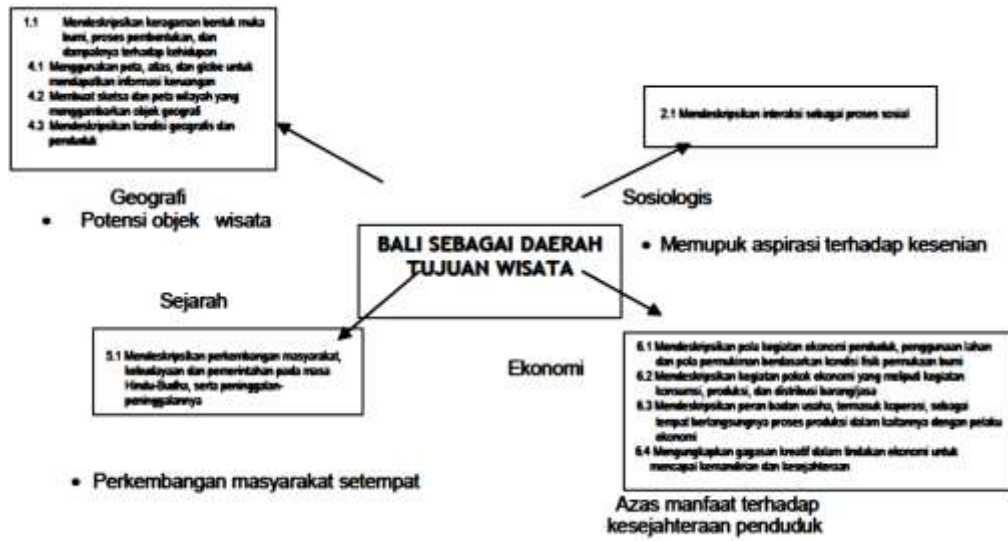 1.1 Mendeskripsikan keragaman bentuk muka
bumi, proses pembentukan, dan
dampaknya terhadap kehidupan
4.1 Menggunakan peta, atlas, dan globe untuk
mendapatkan informasi keruangan
4.2 Membuat sketsa dan peta wilayah yang
menggambarkan objek geografi
4.3 Mendeskripsikan kondisi geografis dan
penduduk
Geografi
• Potensi objek wisata
2.1 Mendeskripsikan interaksi sebagai proses sosial
Sosiologis
• Memupuk aspirasi terhadap kesenian
BALI SEBAGAI DAERAH
TUJUAN WISATA
Sejarah
5.1 Mendeskripsikan perkembangan masyarakat,
kebudayaan dan pemerintahan pada masa
Hindu-Budha, serta peninggalan-
peninggalannya
• Perkembangan masyarakat setempat
Ekonomi
6.1 Mendeskripsikan pola kegiatan ekonomi penduduk, penggunaan lahan
dan pola permukiman berdasarkan kondisi fisik permukaan bumi
6.2 Mendeskripsikan kegiatan pokok ekonomi yang meliputi kegiatan
konsumsi, produksi, dan distribusi barang/jasa
6.3 Mendeskripsikan peran badan usaha, termasuk koperasi, sebagai
tempat berlangsungnya proses produksi dalam kaitannya dengan pelaku
ekonomi
6.4 Mengungkapkan gagasan kreatif dalam tindakan ekonomi untuk
mencapai kemandirian dan kesejahteraan
Azas manfaat terhadap
kesejahteraan penduduk